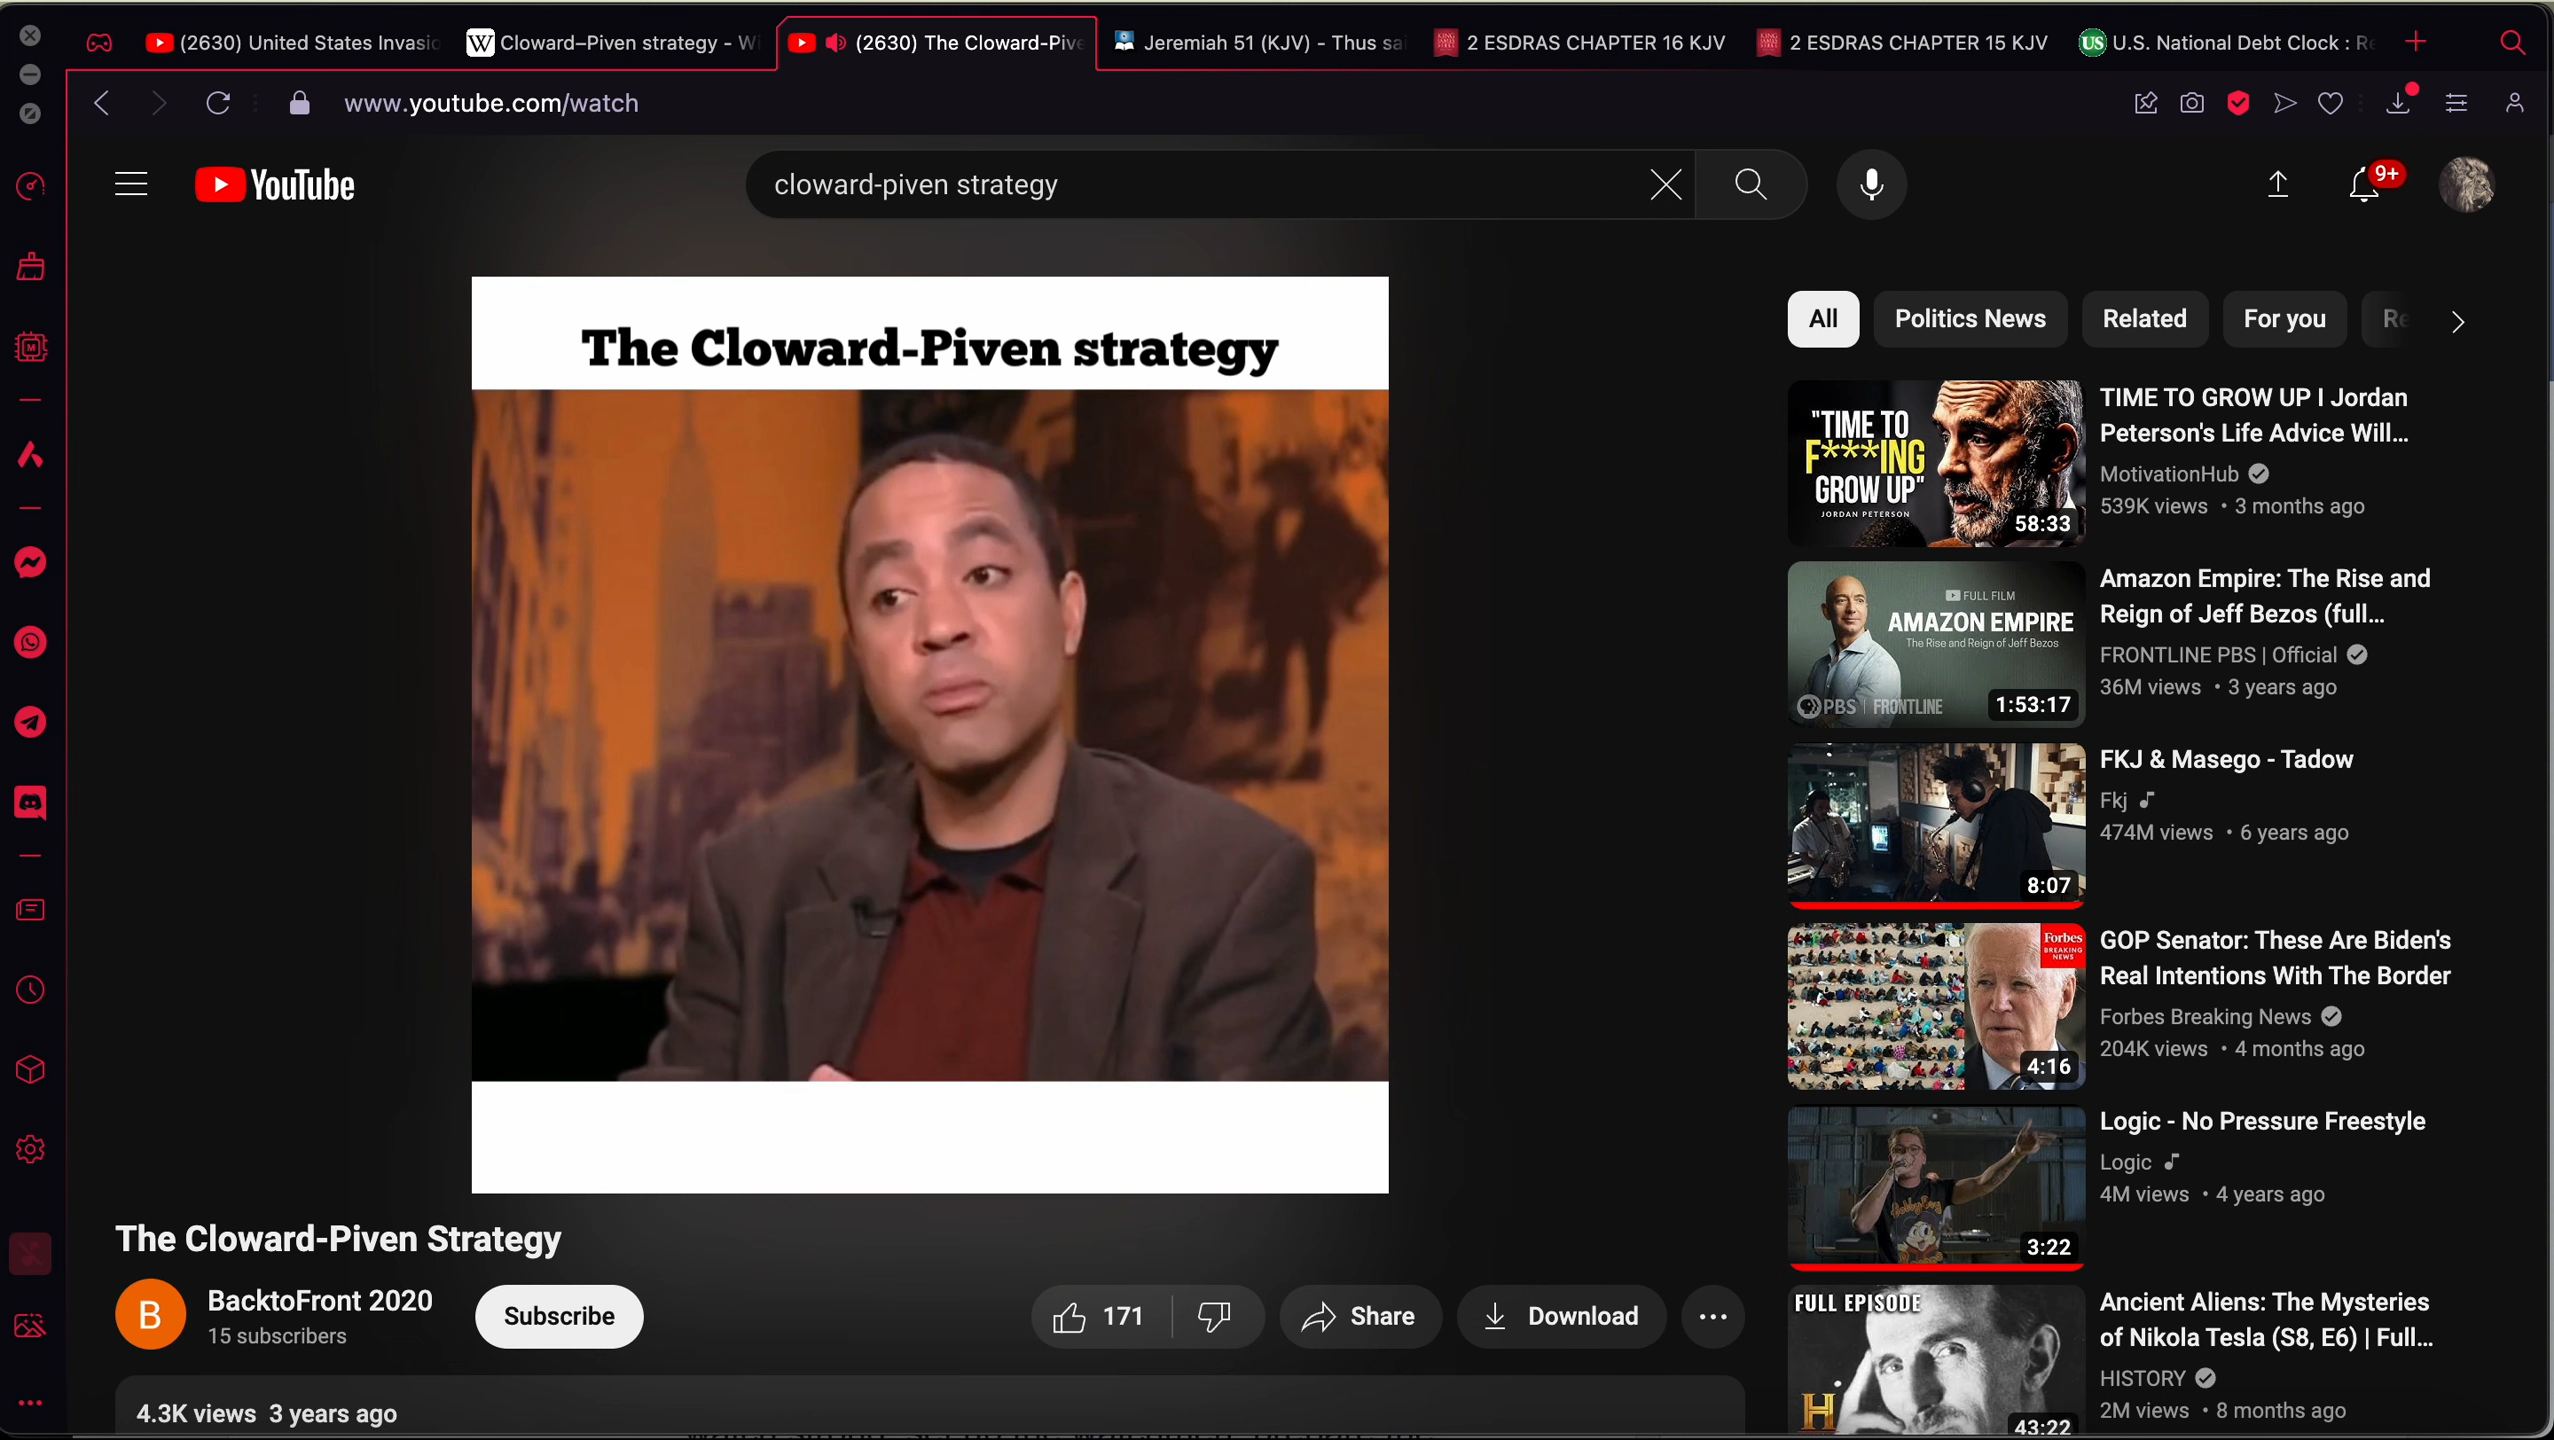 (2630) United States Invasi
Cloward–Piven strategy - Wi
(2630) The Cloward-Pive
Jeremiah 51 (KJV) - Thus sai
2 ESDRAS CHAPTER 16 KJV
2 ESDRAS CHAPTER 15 KJV
US
U.S. National Debt Clock : Re
www.youtube.com/watch
YouTube
cloward-piven strategy
9+
The Cloward-Piven strategy
All
Politics News
Related
For you
Re
"TIME TO
F***ING
GROW UP"
JORDAN PETERSON
58:33
TIME TO GROW UP I Jordan
Peterson's Life Advice Will...
MotivationHub
539K views • 3 months ago
FULL FILM
AMAZON EMPIRE
The Rise and Reign of Jeff Bezos
PBS | FRONTLINE
1:53:17
Amazon Empire: The Rise and
Reign of Jeff Bezos (full...
FRONTLINE PBS | Official
36M views • 3 years ago
8:07
FKJ & Masego - Tadow
Fkj
474M views • 6 years ago
Forbes
BREAKING
NEWS
4:16
GOP Senator: These Are Biden's
Real Intentions With The Border
Forbes Breaking News
204K views • 4 months ago
3:22
Logic - No Pressure Freestyle
Logic
4M views • 4 years ago
FULL EPISODE
H
43:22
Ancient Aliens: The Mysteries
of Nikola Tesla (S8, E6) | Full...
HISTORY
2M views • 8 months ago
The Cloward-Piven Strategy
B
BacktoFront 2020
15 subscribers
Subscribe
171
Share
Download
4.3K views 3 years ago